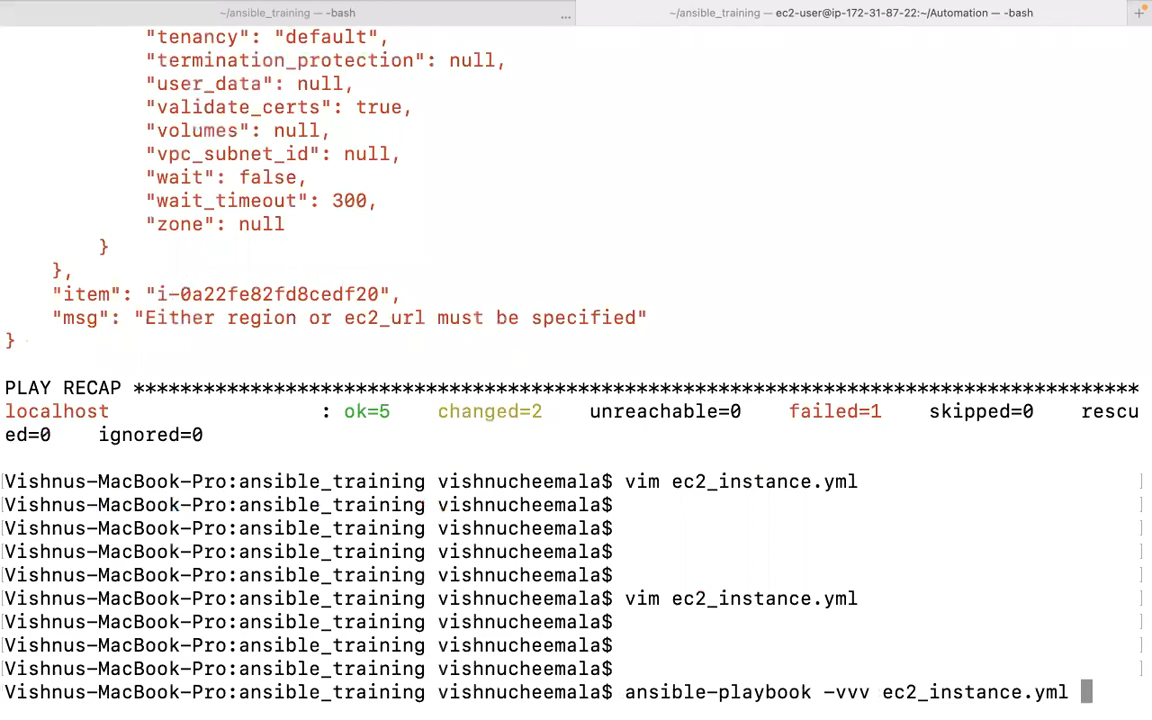 ~/ansible_training — -bash
...
~/ansible_training — ec2-user@ip-172-31-87-22:~/Automation — -bash
+
"tenancy": "default",
"termination_protection": null,
"user_data": null,
"validate_certs": true,
"volumes": null,
"vpc_subnet_id": null,
"wait": false,
"wait_timeout": 300,
"zone": null
}
},
"item": "i-0a22fe82fd8cedf20",
"msg": "Either region or ec2_url must be specified"
}
PLAY RECAP **************************************************************************************
localhost : ok=5 changed=2 unreachable=0 failed=1 skipped=0 rescu
ed=0 ignored=0
[Vishnus-MacBook-Pro:ansible_training vishnucheemala$ vim ec2_instance.yml ]
[Vishnus-MacBook-Pro:ansible_training vishnucheemala$ ]
[Vishnus-MacBook-Pro:ansible_training vishnucheemala$ ]
[Vishnus-MacBook-Pro:ansible_training vishnucheemala$ ]
[Vishnus-MacBook-Pro:ansible_training vishnucheemala$ ]
[Vishnus-MacBook-Pro:ansible_training vishnucheemala$ vim ec2_instance.yml ]
[Vishnus-MacBook-Pro:ansible_training vishnucheemala$ ]
[Vishnus-MacBook-Pro:ansible_training vishnucheemala$ ]
[Vishnus-MacBook-Pro:ansible_training vishnucheemala$ ]
Vishnus-MacBook-Pro:ansible_training vishnucheemala$ ansible-playbook -vvv ec2_instance.yml